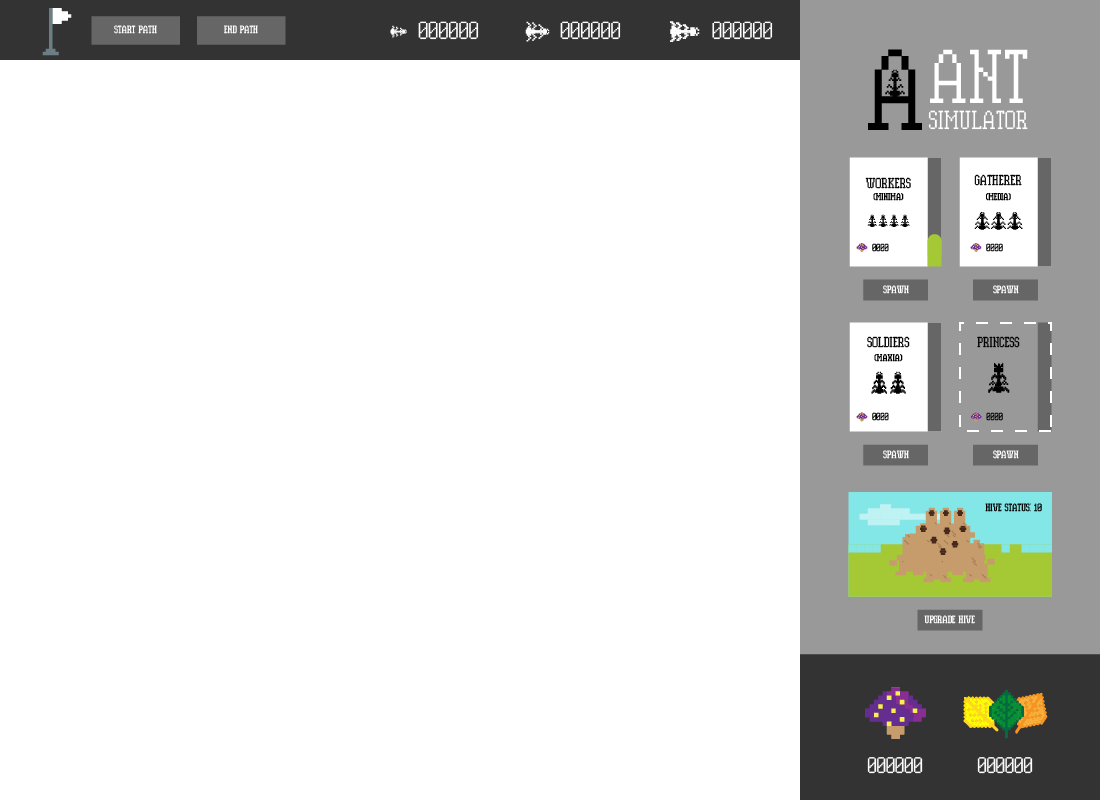 START PATH
END PATH
000000
000000
000000
A ANT
SIMULATOR
WORKERS
(MINIMA)
0000
GATHERER
(MEDIA)
0000
SPAWN
SPAWN
SOLDIERS
(MAXIA)
0000
PRINCESS
0000
SPAWN
SPAWN
HIVE STATUS: 10
UPGRADE HIVE
000000
000000